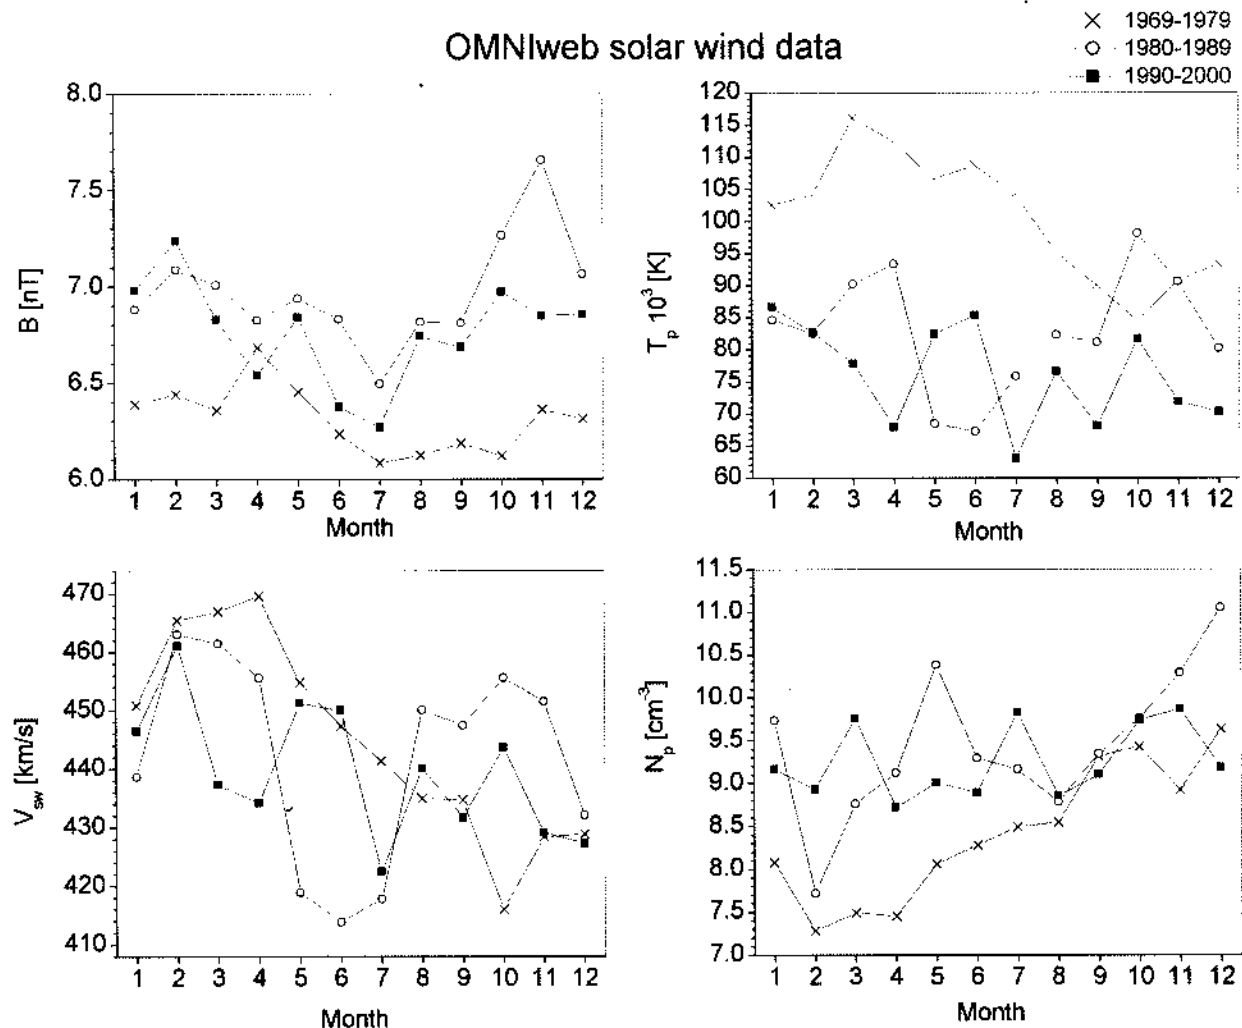 OMNIweb solar wind data
1969-1979
1980-1989
1990-2000
B [nT]
8.0
7.5
7.0
6.5
6.0
1 2 3 4 5 6 7 8 9 10 11 12
Month
T_p 10³ [K]
120
115
110
105
100
95
90
85
80
75
70
65
60
1 2 3 4 5 6 7 8 9 10 11 12
Month
V_sw [km/s]
470
460
450
440
430
420
410
1 2 3 4 5 6 7 8 9 10 11 12
Month
N_p [cm⁻³]
11.5
11.0
10.5
10.0
9.5
9.0
8.5
8.0
7.5
7.0
1 2 3 4 5 6 7 8 9 10 11 12
Month